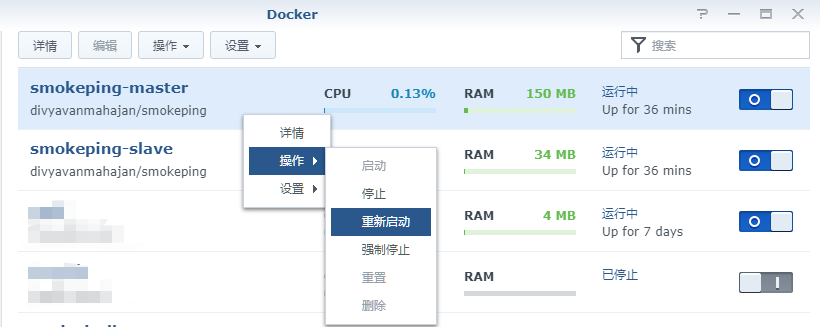 Docker
详情 编辑 操作 设置 搜索
smokeping-master CPU 0.13% RAM 150 MB 运行中
divyavanmahajan/smokeping Up for 36 mins
详情
smokeping-slave RAM 34 MB 运行中
操作 启动
divyavanmahajan/smokeping Up for 36 mins
设置 停止
RAM 4 MB 运行中
重新启动
Up for 7 days
强制停止
RAM 已停止
重置
删除